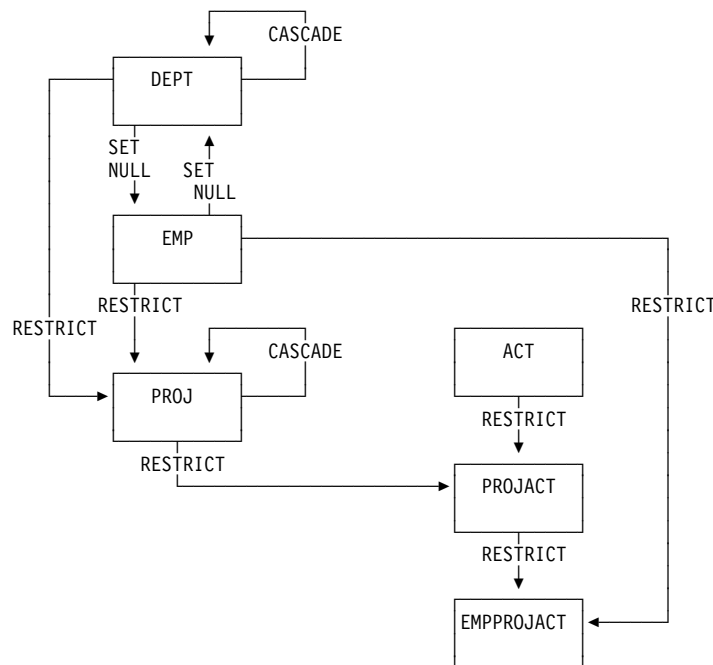 CASCADE
DEPT
SET
NULL
SET
NULL
EMP
RESTRICT
RESTRICT
RESTRICT
CASCADE
ACT
PROJ
RESTRICT
RESTRICT
PROJACT
RESTRICT
EMPPROJACT